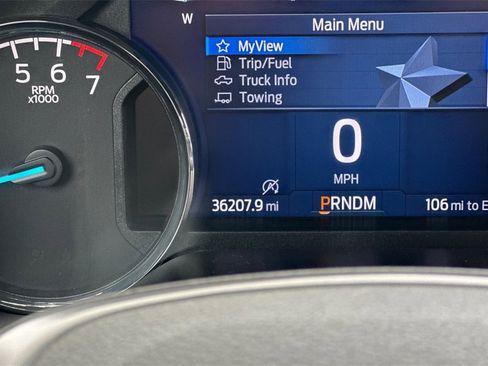 W
Main Menu
MyView
Trip/Fuel
Truck Info
Towing
5 6 7
RPM
x1000
0
MPH
36207.9 mi
PRNDM
106 mi to E